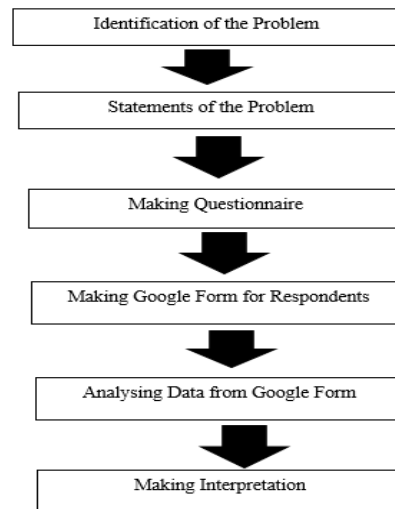 Identification of the Problem
Statements of the Problem
Making Questionnaire
Making Google Form for Respondents
Analysing Data from Google Form
Making Interpretation